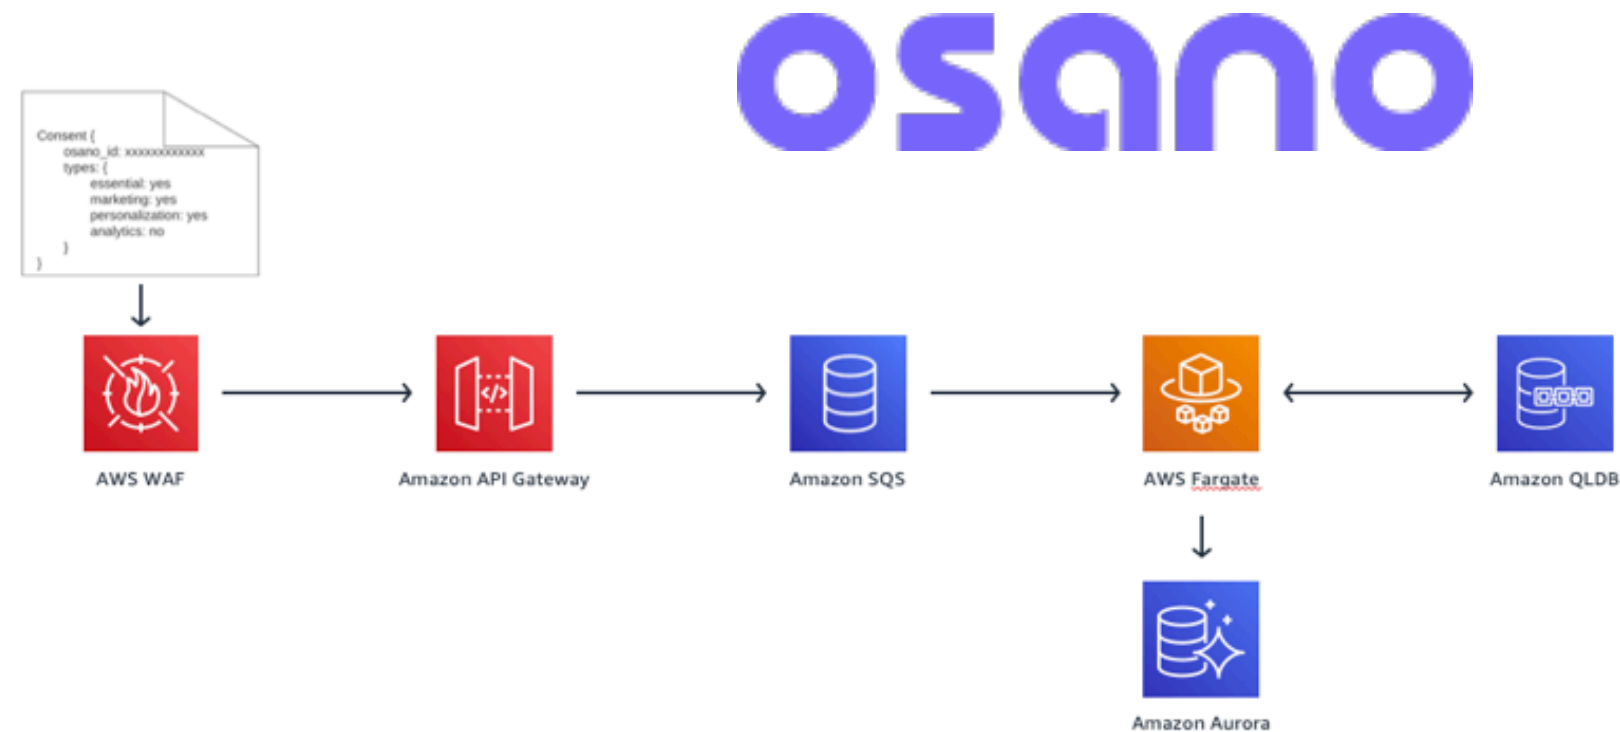 osano
Consent {
osano_id: xxxxxxxxxxxx
types: {
essential: yes
marketing: yes
personalization: yes
analytics: no
}
}
</>
AWS WAF
Amazon API Gateway
Amazon SQS
AWS Fargate
Amazon QLDB
Amazon Aurora